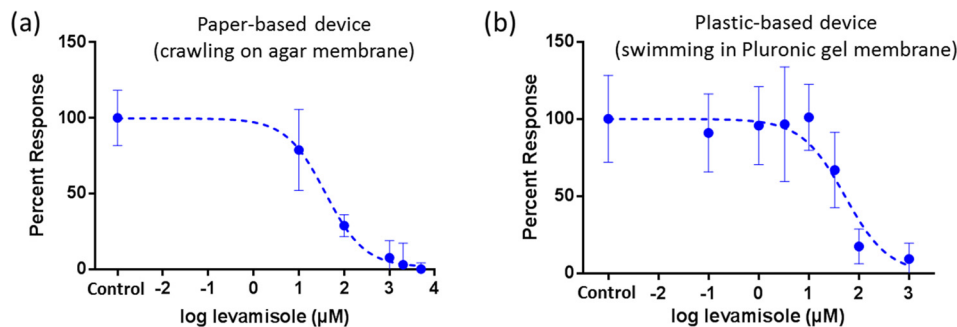 (a)
Paper-based device
(crawling on agar membrane)
Percent Response
150
100
50
0
Control -2 -1 0 1 2 3 4
log levamisole (µM)
(b)
Plastic-based device
(swimming in Pluronic gel membrane)
Percent Response
150
100
50
0
Control -2 -1 0 1 2 3
log levamisole (µM)